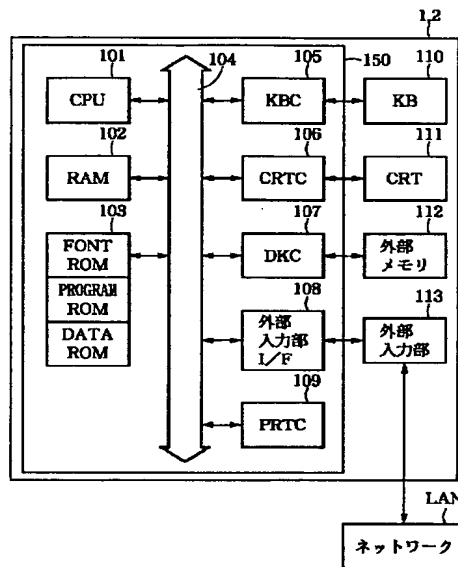 1,2
101
104
105
150
110
CPU
KBC
KB
102
106
111
RAM
CRTC
CRT
103
107
112
FONT
ROM
PROGRAM
ROM
DATA
ROM
DKC
外部
メモリ
108
113
外部
入力部
I/F
外部
入力部
109
PRTC
LAN
ネットワーク